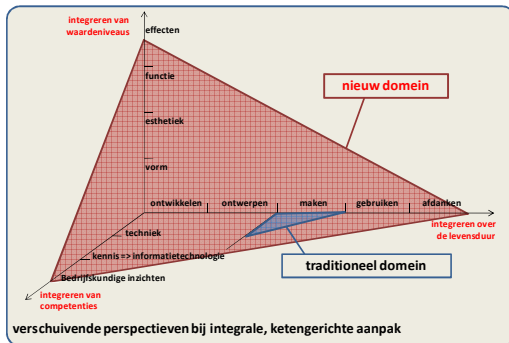 integreren van
waardeniveaus
effecten
functie
nieuw domein
esthetiek
vorm
ontwikkelen ontwerpen maken gebruiken afdanken
integreren over
de levensduur
techniek
kennis => informatietechnologie
traditioneel domein
Bedrijfskundige inzichten
integreren van
competenties
verschuivende perspectieven bij integrale, ketengerichte aanpak